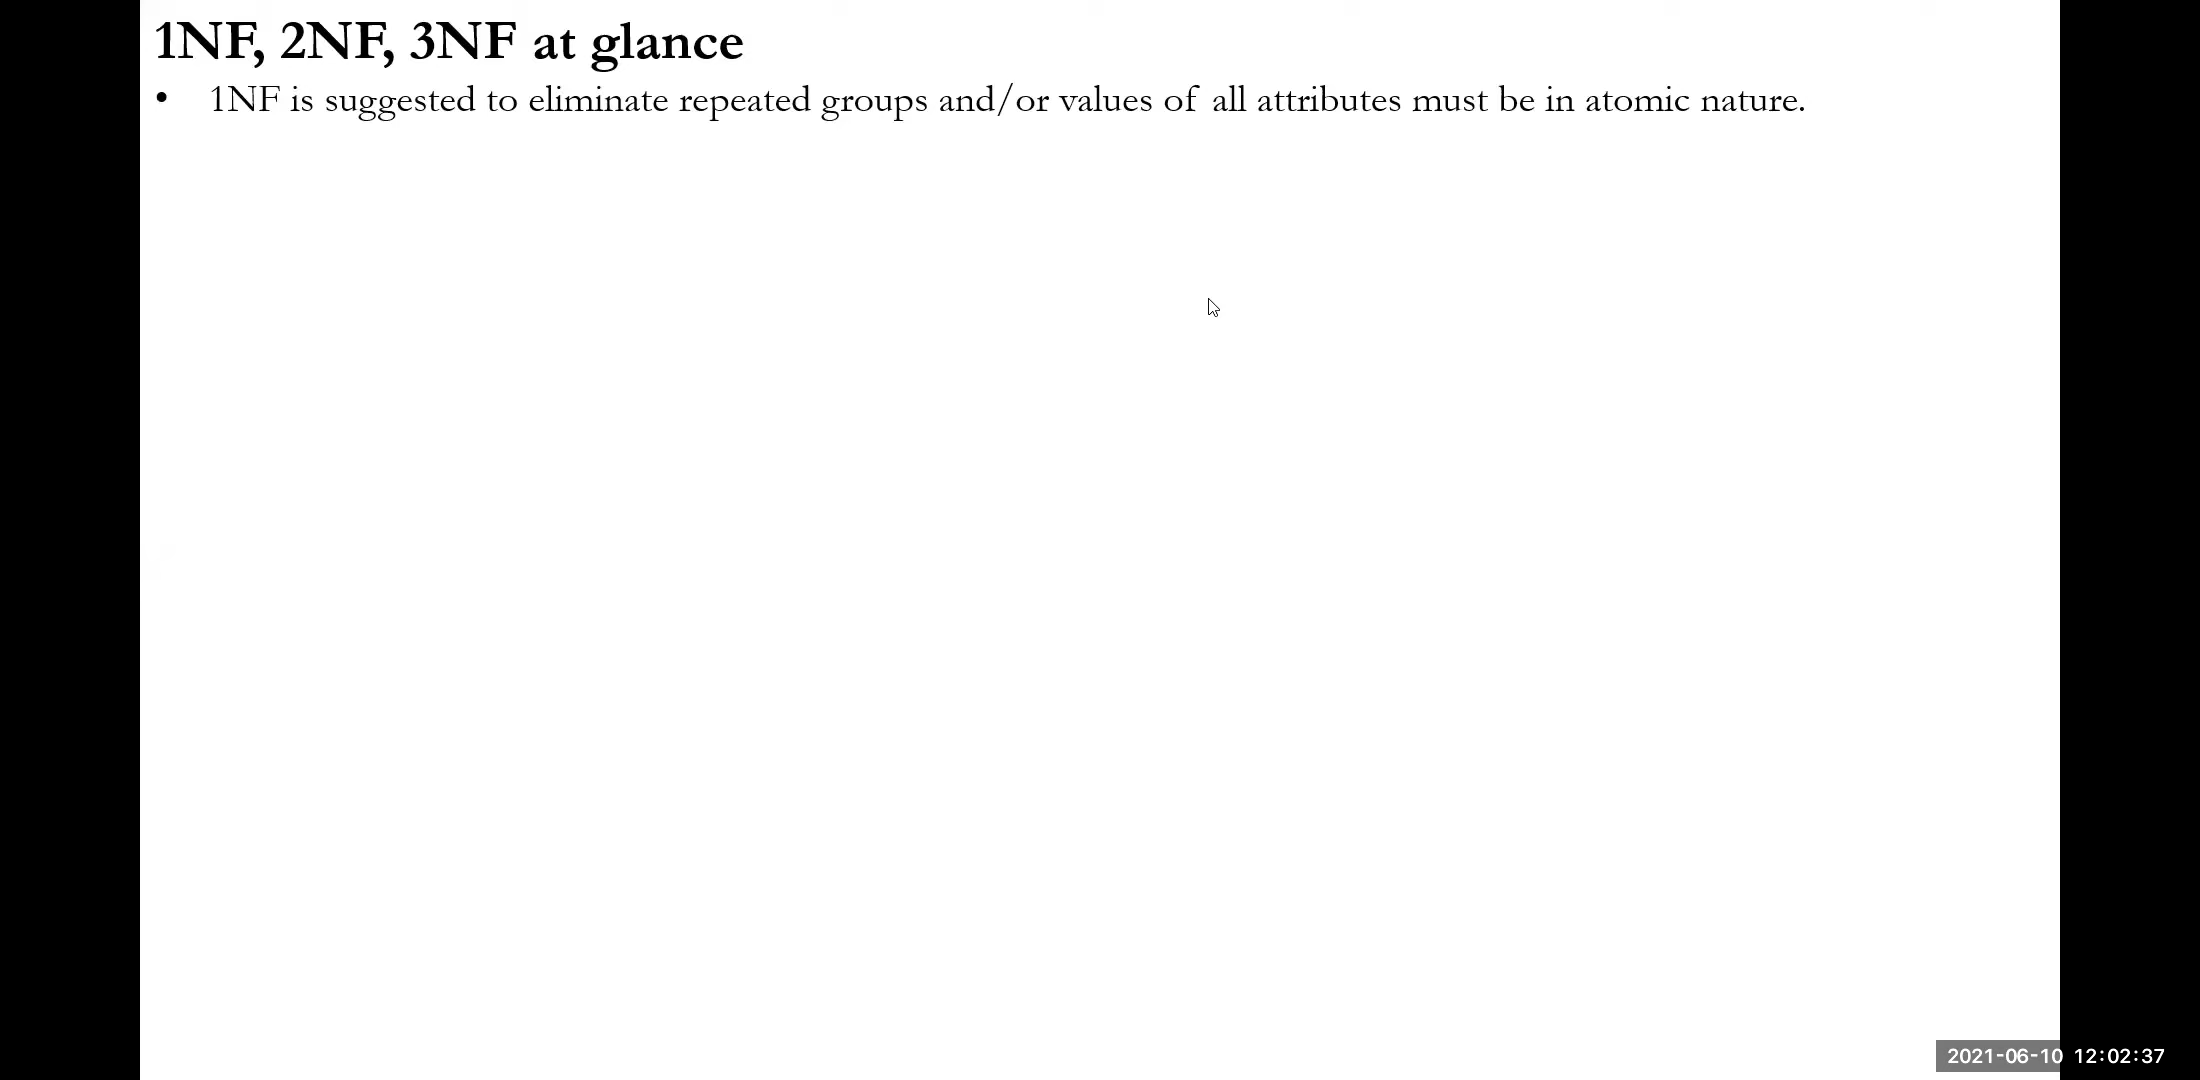 1NF, 2NF, 3NF at glance
• 1NF is suggested to eliminate repeated groups and/or values of all attributes must be in atomic nature.
2021-06-10 12:02:37